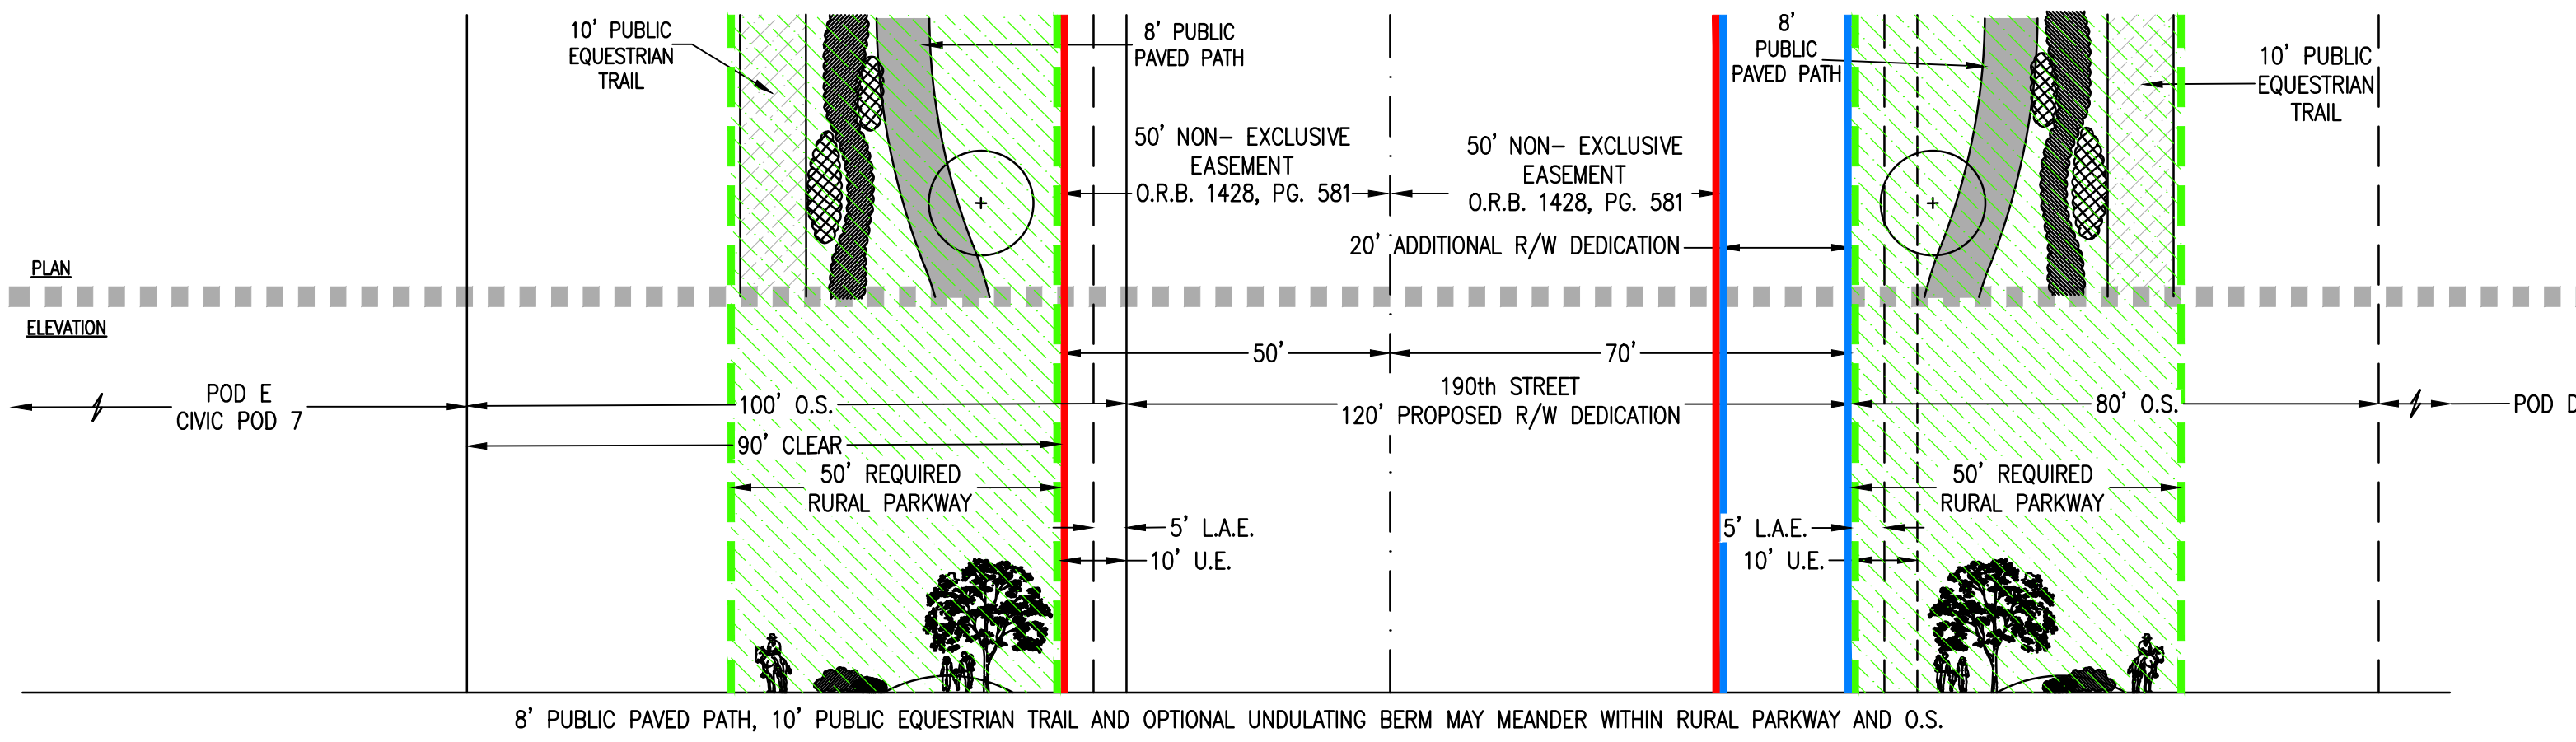 10' PUBLIC
EQUESTRIAN
TRAIL
8' PUBLIC
PAVED PATH
8'
PUBLIC
PAVED PATH
10' PUBLIC
EQUESTRIAN
TRAIL
50' NON- EXCLUSIVE
EASEMENT
O.R.B. 1428, PG. 581
50' NON- EXCLUSIVE
EASEMENT
O.R.B. 1428, PG. 581
20' ADDITIONAL R/W DEDICATION
PLAN
ELEVATION
50'
70'
POD E
CIVIC POD 7
100' O.S.
190th STREET
120' PROPOSED R/W DEDICATION
80' O.S.
POD D
90' CLEAR
50' REQUIRED
RURAL PARKWAY
50' REQUIRED
RURAL PARKWAY
5' L.A.E.
5' L.A.E.
10' U.E.
10' U.E.
8' PUBLIC PAVED PATH, 10' PUBLIC EQUESTRIAN TRAIL AND OPTIONAL UNDULATING BERM MAY MEANDER WITHIN RURAL PARKWAY AND O.S.